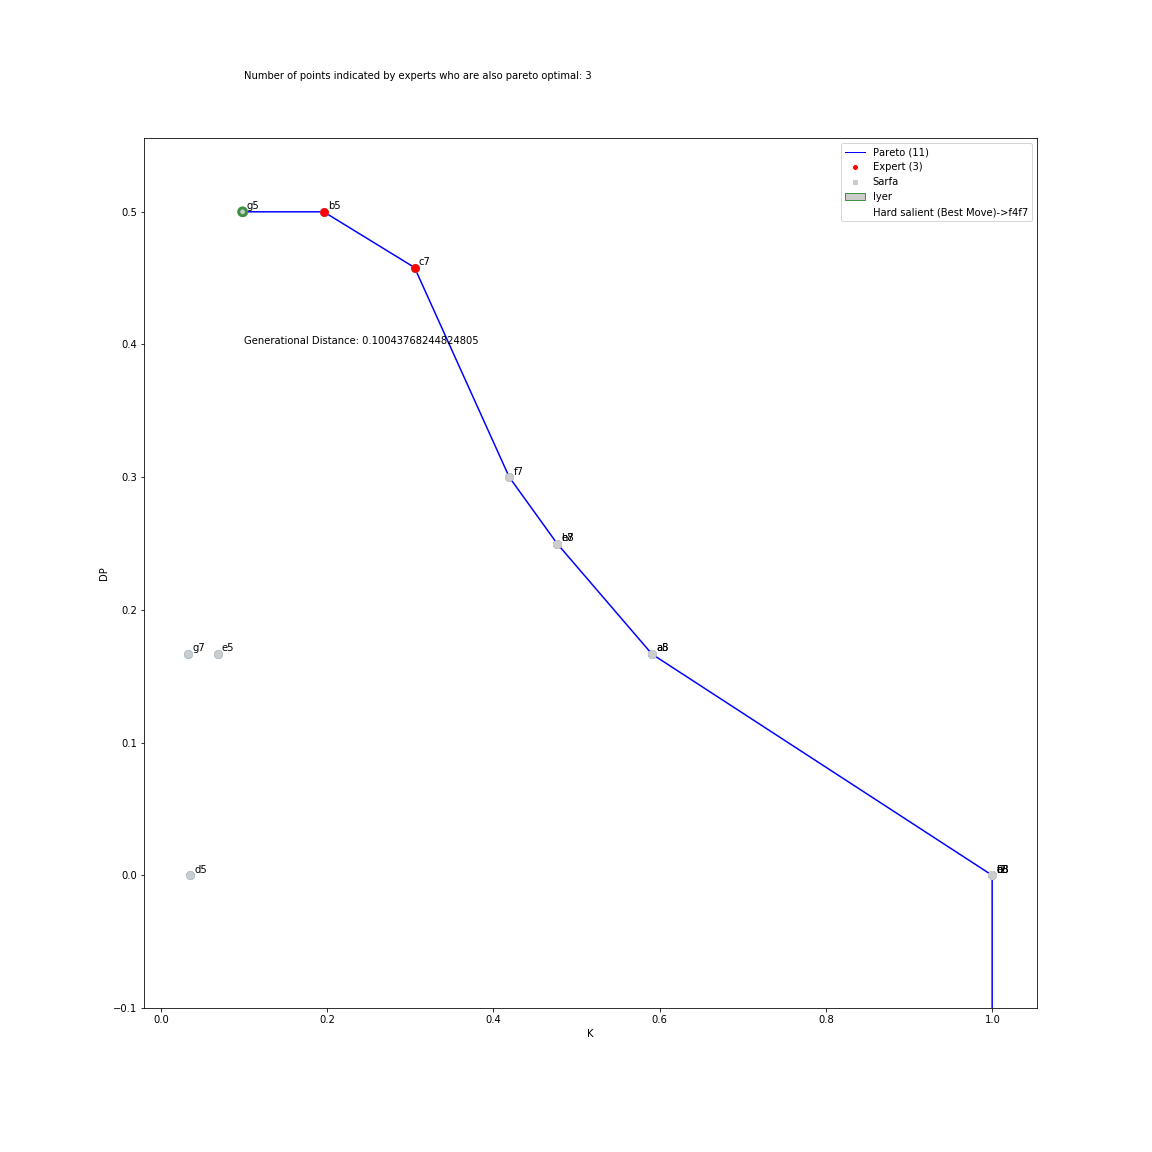 Number of points indicated by experts who are also pareto optimal: 3
Pareto (11)
Expert (3)
Sarfa
Iyer
Hard salient (Best Move)->f4f7
g5
b5
c7
Generational Distance: 0.10043768244824805
f7
g7
e5
d5
DP
0.5
0.4
0.3
0.2
0.1
0.0
−0.1
0.0
0.2
0.4
0.6
0.8
1.0
K